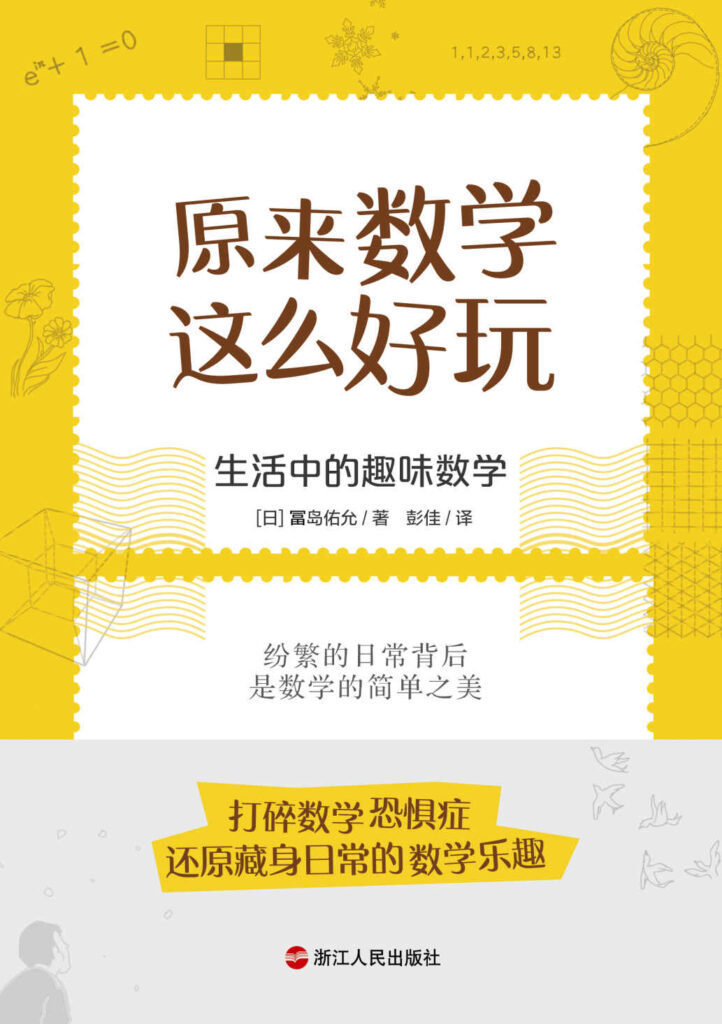 e^iπ + 1 = 0
1,1,2,3,5,8,13
原来数学
这么好玩
生活中的趣味数学
[日] 冨岛佑允 / 著 彭佳 / 译
纷繁的日常背后
是数学的简单之美
打碎数学恐惧症
还原藏身日常的数学乐趣
浙江人民出版社